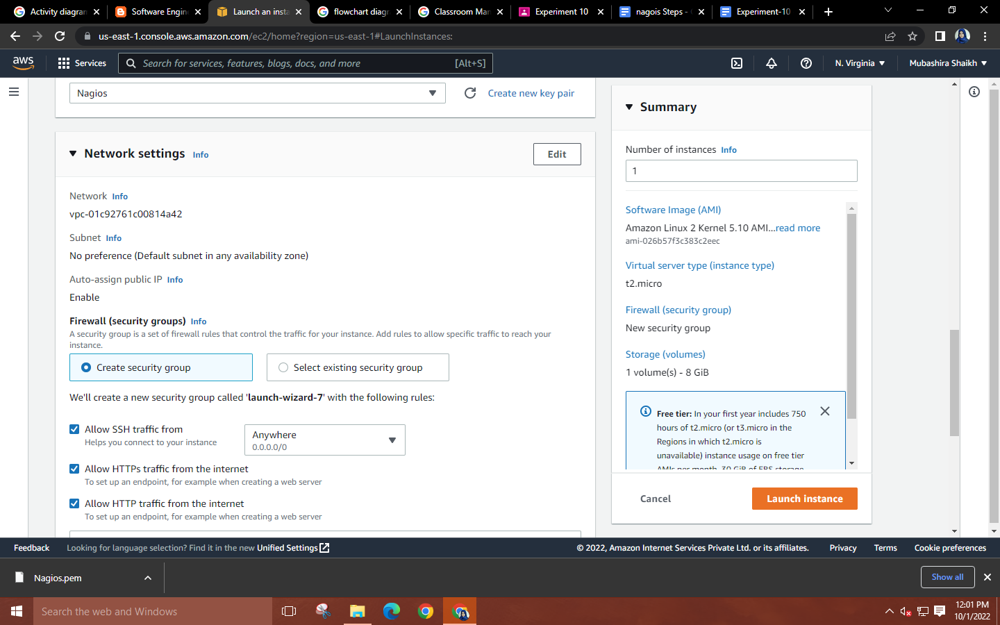 Activity diagran
Software Engin
Launch an insta
flowchart diagr
Classroom Man
Experiment 10
nagois Steps -
Experiment-10
us-east-1.console.aws.amazon.com/ec2/home?region=us-east-1#LaunchInstances:
aws
Services
Search for services, features, blogs, docs, and more
[Alt+S]
N. Virginia
Mubashira Shaikh
Nagios
Create new key pair
Network settings Info
Edit
Network Info
vpc-01c92761c00814a42
Subnet Info
No preference (Default subnet in any availability zone)
Auto-assign public IP Info
Enable
Firewall (security groups) Info
A security group is a set of firewall rules that control the traffic for your instance. Add rules to allow specific traffic to reach your
instance.
Create security group
Select existing security group
We'll create a new security group called 'launch-wizard-7' with the following rules:
Allow SSH traffic from
Helps you connect to your instance
Anywhere
0.0.0.0/0
Allow HTTPs traffic from the internet
To set up an endpoint, for example when creating a web server
Allow HTTP traffic from the internet
To set up an endpoint, for example when creating a web server
Summary
Number of instances Info
1
Software Image (AMI)
Amazon Linux 2 Kernel 5.10 AMI...read more
ami-026b57f3c383c2eec
Virtual server type (instance type)
t2.micro
Firewall (security group)
New security group
Storage (volumes)
1 volume(s) - 8 GiB
Free tier: In your first year includes 750
hours of t2.micro (or t3.micro in the
Regions in which t2.micro is
unavailable) instance usage on free tier
AMIs per month, 30 GiB of EBS storage,
Cancel
Launch instance
Feedback
Looking for language selection? Find it in the new Unified Settings
© 2022, Amazon Internet Services Private Ltd. or its affiliates.
Privacy
Terms
Cookie preferences
Nagios.pem
Show all
Search the web and Windows
12:01 PM
10/1/2022